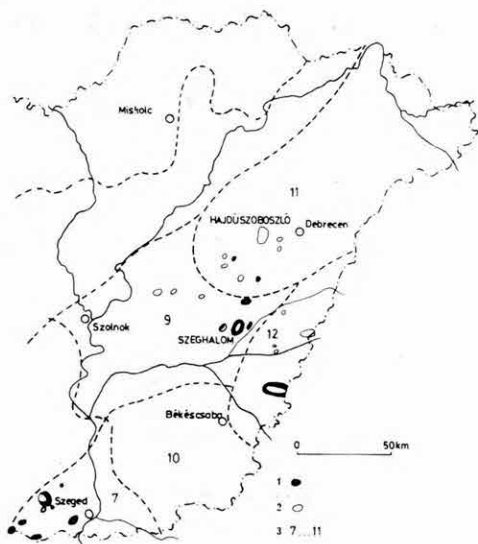 Miskolc
11
HAJDÚSZOBOSZLÓ
Debrecen
Szolnok
9
SZEGHALOM
12
Békéscsaba
0 50km
10
1
Szeged
7
2
3 7....11